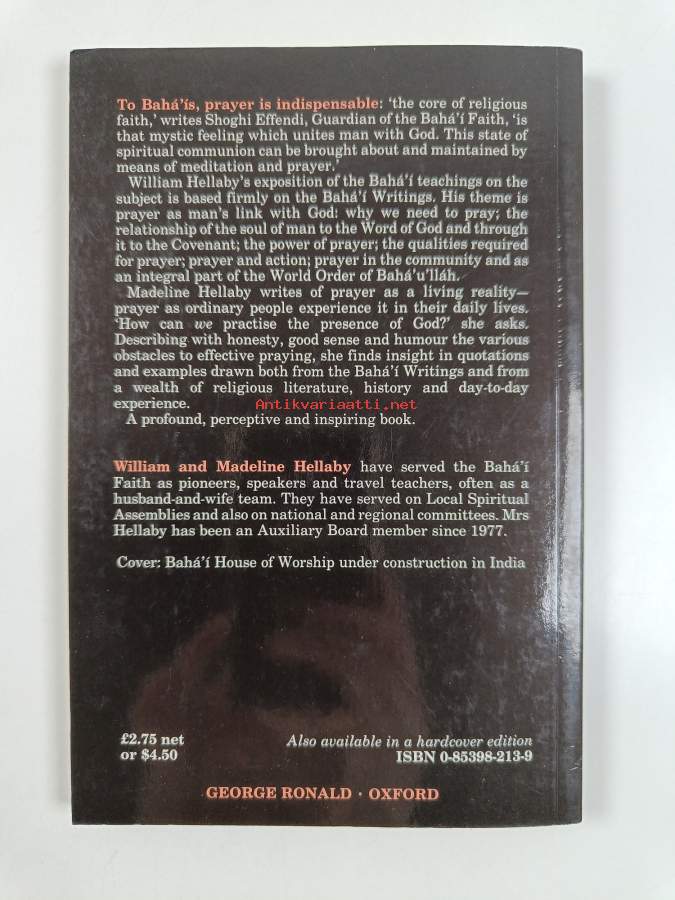 To Bahá'ís, prayer is indispensable: 'the core of religious
faith,' writes Shoghi Effendi, Guardian of the Bahá'í Faith, 'is
that mystic feeling which unites man with God. This state of
spiritual communion can be brought about and maintained by
means of meditation and prayer.'
William Hellaby's exposition of the Bahá'í teachings on the
subject is based firmly on the Bahá'í Writings. His theme is
prayer as man's link with God: why we need to pray; the
relationship of the soul of man to the Word of God and through
it to the Covenant; the power of prayer; the qualities required
for prayer; prayer and action; prayer in the community and as
an integral part of the World Order of Bahá'u'lláh.
Madeline Hellaby writes of prayer as a living reality—
prayer as ordinary people experience it in their daily lives.
'How can we practise the presence of God?' she asks.
Describing with honesty, good sense and humour the various
obstacles to effective praying, she finds insight in quotations
and examples drawn both from the Bahá'í Writings and from
a wealth of religious literature, history and day-to-day
experience.
Antikvariaatti.net
A profound, perceptive and inspiring book.
William and Madeline Hellaby have served the Bahá'í
Faith as pioneers, speakers and travel teachers, often as a
husband-and-wife team. They have served on Local Spiritual
Assemblies and also on national and regional committees. Mrs
Hellaby has been an Auxiliary Board member since 1977.
Cover: Bahá'í House of Worship under construction in India
£2.75 net
or $4.50
Also available in a hardcover edition
ISBN 0-85398-213-9
GEORGE RONALD · OXFORD